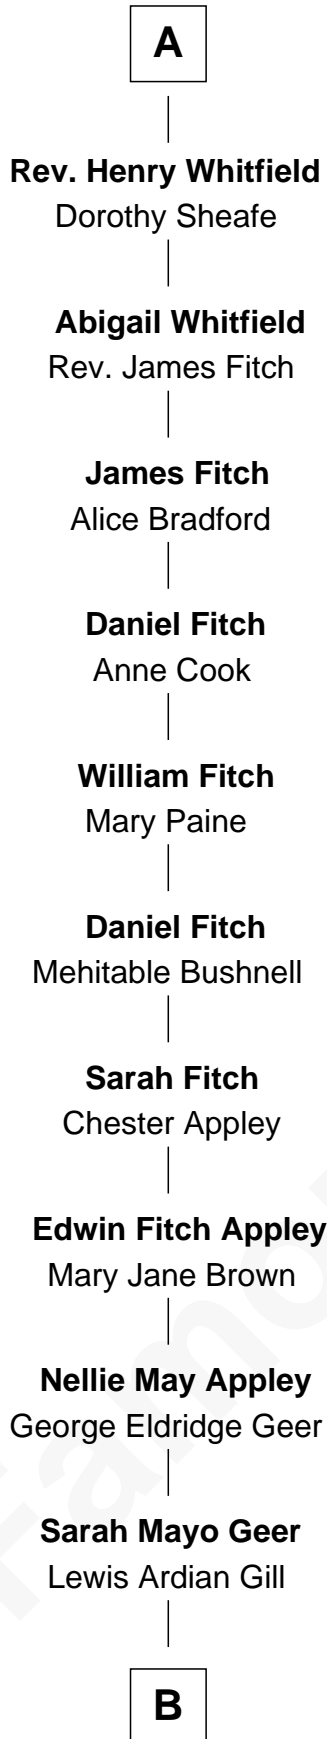 A
Rev. Henry Whitfield
Dorothy Sheafe
Abigail Whitfield
Rev. James Fitch
James Fitch
Alice Bradford
Daniel Fitch
Anne Cook
William Fitch
Mary Paine
Daniel Fitch
Mehitable Bushnell
Sarah Fitch
Chester Appley
Edwin Fitch Appley
Mary Jane Brown
Nellie May Appley
George Eldridge Geer
Sarah Mayo Geer
Lewis Ardian Gill
B